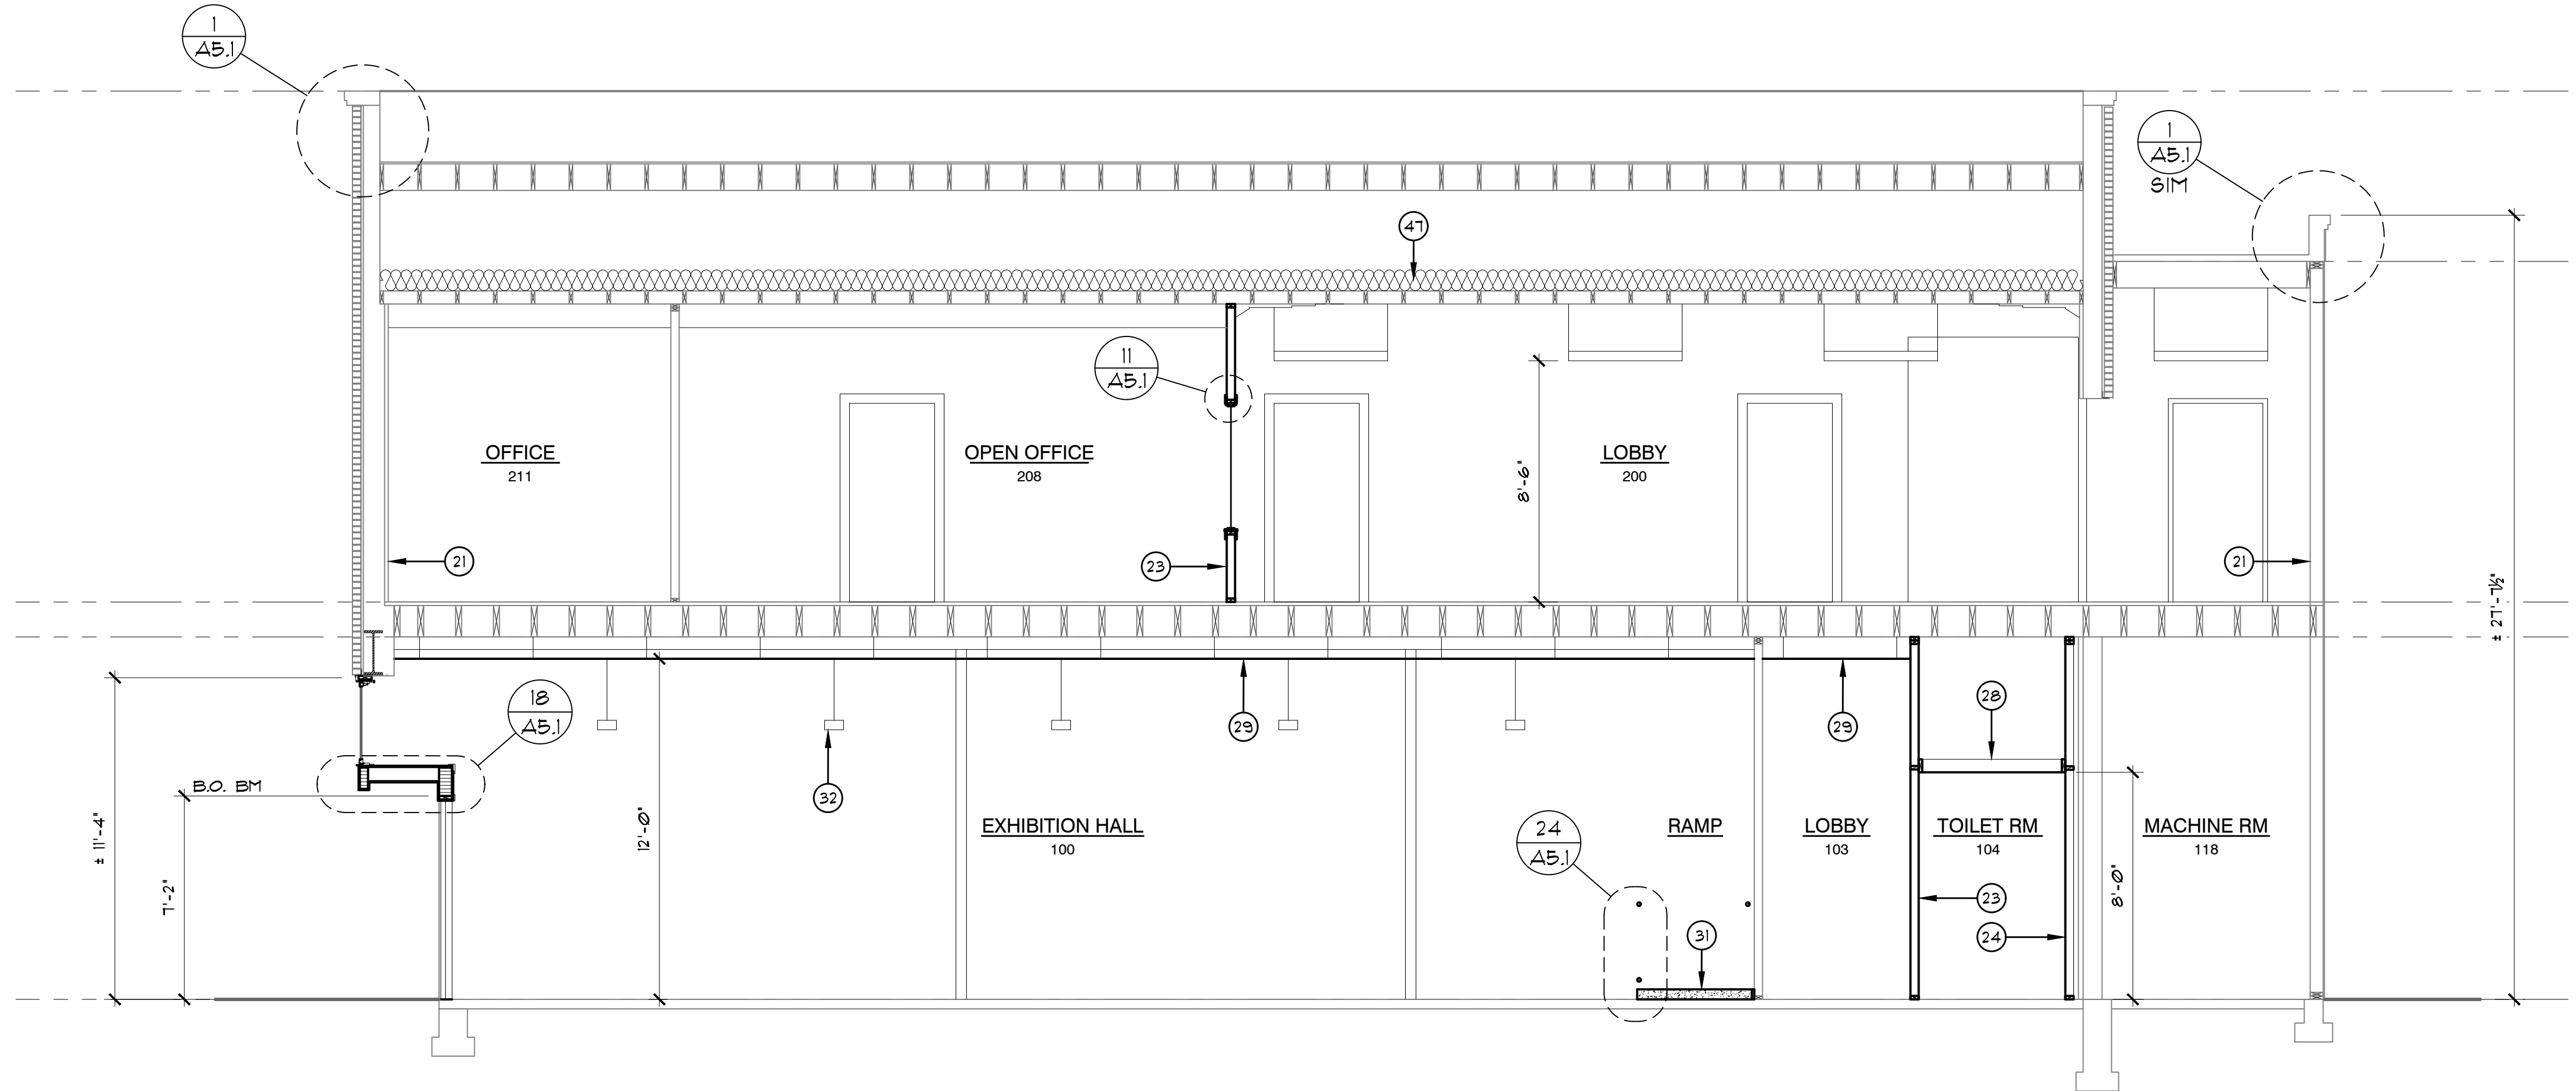 1
A5.1
1
A5.1
SIM
47
11
A5.1
OFFICE
211
OPEN OFFICE
208
LOBBY
200
8'-6"
21
23
21
± 27'-7½"
18
A5.1
29
29
28
B.O. BM
32
± 11'-4"
7'-2"
12'-0"
EXHIBITION HALL
100
24
A5.1
RAMP
LOBBY
103
TOILET RM
104
MACHINE RM
118
8'-0"
23
31
24